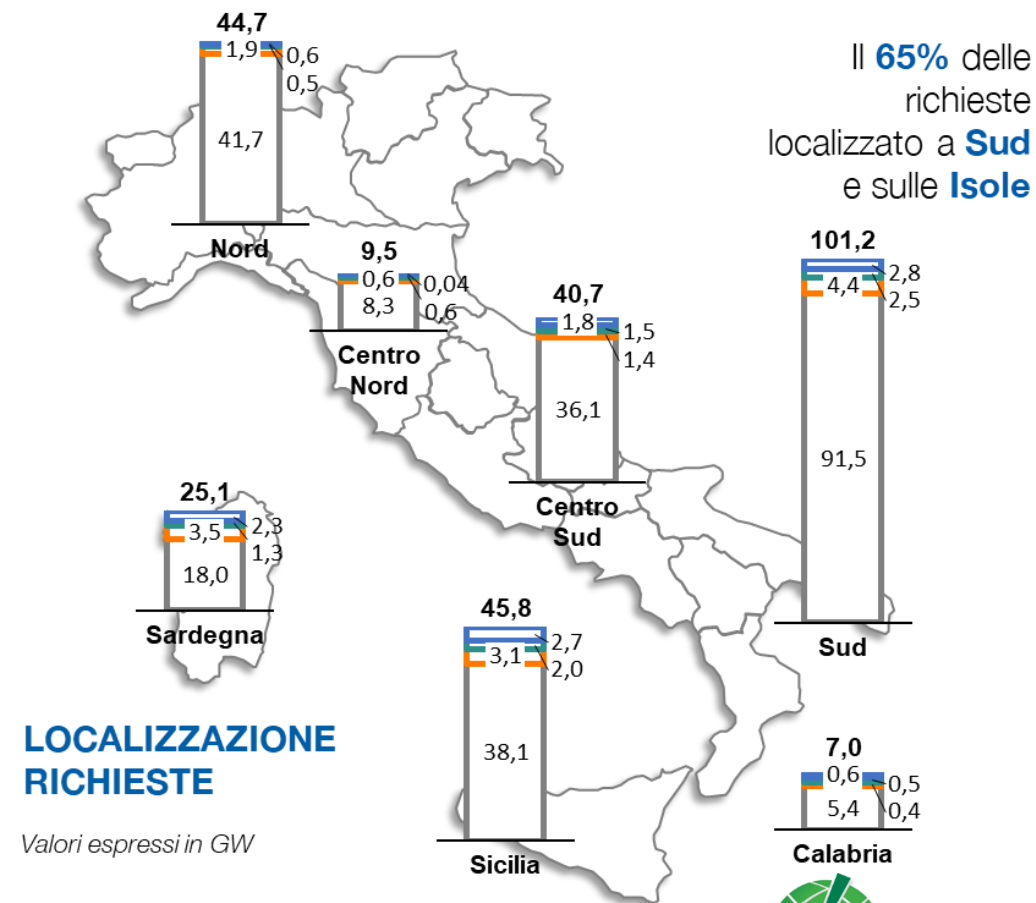 44,7
1,9
0,6
0,5
41,7
Nord
Il 65% delle
richieste
localizzato a Sud
e sulle Isole
9,5
0,6
0,04
0,6
8,3
Centro
Nord
40,7
1,8
1,5
1,4
36,1
Centro
Sud
101,2
2,8
4,4
2,5
91,5
Sud
25,1
2,3
3,5
1,3
18,0
Sardegna
45,8
2,7
3,1
2,0
38,1
Sicilia
7,0
0,6
0,5
0,4
5,4
Calabria
LOCALIZZAZIONE
RICHIESTE
Valori espressi in GW